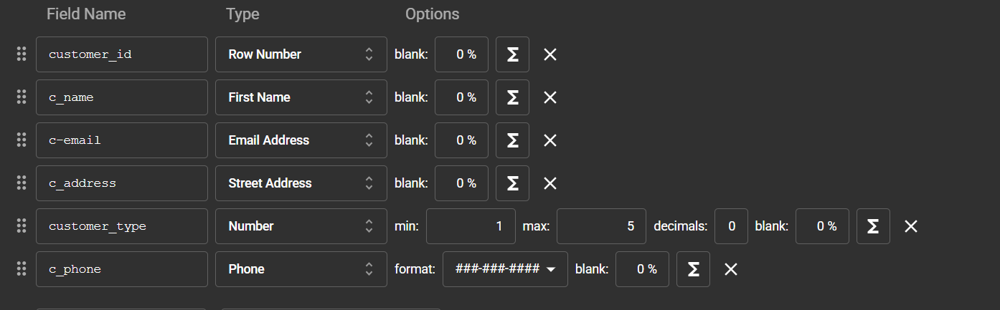 Field Name Type Options
customer_id Row Number blank: 0 % Σ
c_name First Name blank: 0 % Σ
c-email Email Address blank: 0 % Σ
c_address Street Address blank: 0 % Σ
customer_type Number min: 1 max: 5 decimals: 0 blank: 0 % Σ
c_phone Phone format: ###-###-#### blank: 0 % Σ